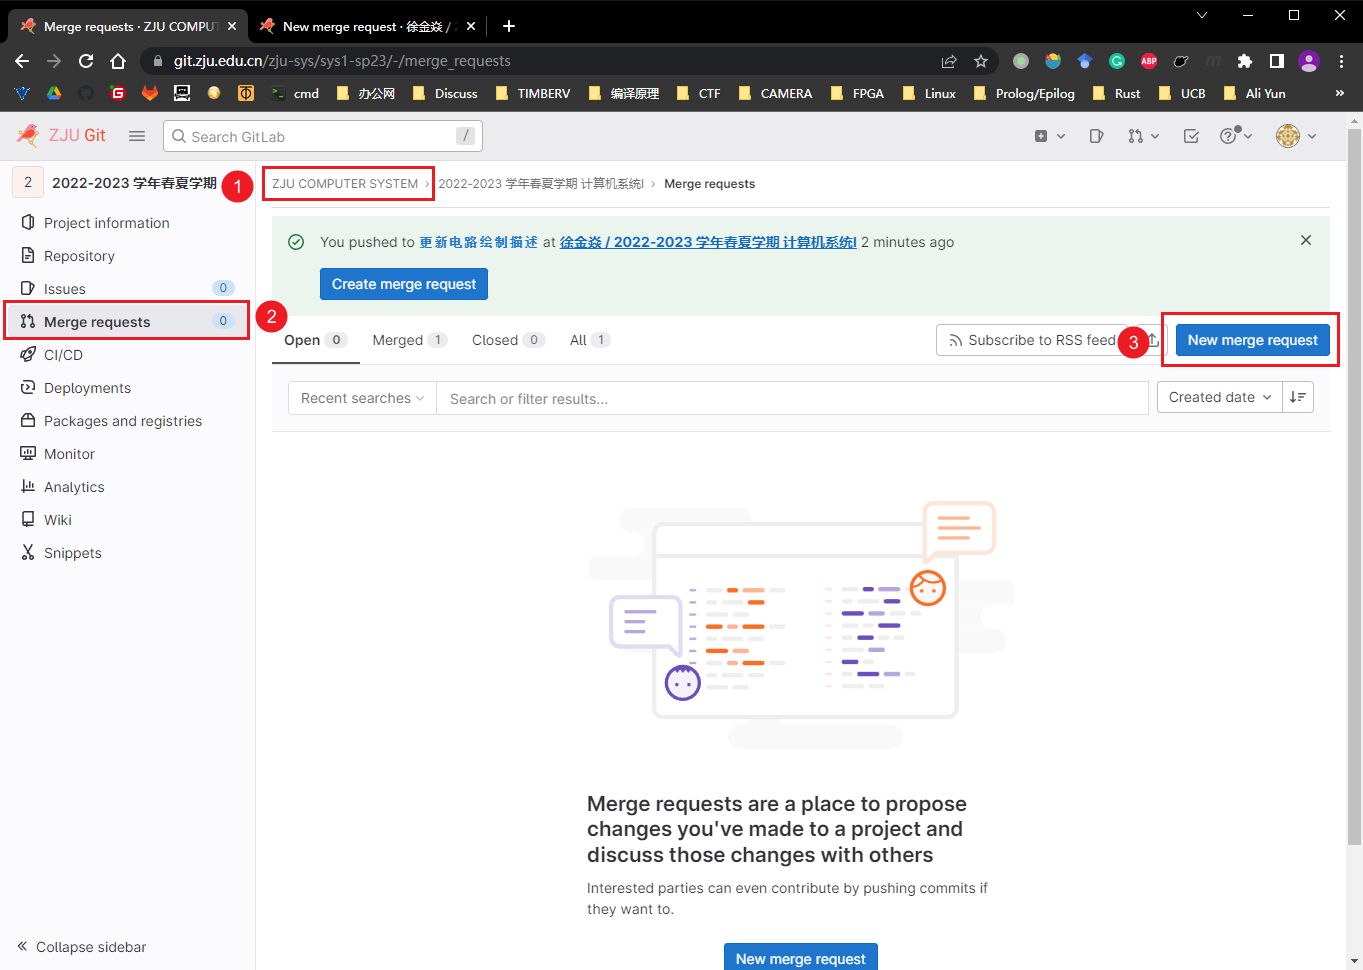 Merge requests · ZJU COMPUT
New merge request · 徐金焱 / 2
git.zju.edu.cn/zju-sys/sys1-sp23/-/merge_requests
ABP
cmd
办公网
Discuss
TIMBERV
编译原理
CTF
CAMERA
FPGA
Linux
Prolog/Epilog
Rust
UCB
Ali Yun
»
ZJU Git
Search GitLab
/
2
2022-2023 学年春夏学期
1
ZJU COMPUTER SYSTEM › 2022-2023 学年春夏学期 计算机系统I › Merge requests
Project information
Repository
Issues 0
Merge requests 0
2
CI/CD
Deployments
Packages and registries
Monitor
Analytics
Wiki
Snippets
Collapse sidebar
You pushed to 更新电路绘制描述 at 徐金焱 / 2022-2023 学年春夏学期 计算机系统I 2 minutes ago
Create merge request
Open 0
Merged 1
Closed 0
All 1
Subscribe to RSS feed
3
New merge request
Recent searches
Search or filter results...
Created date
Merge requests are a place to propose
changes you've made to a project and
discuss those changes with others
Interested parties can even contribute by pushing commits if
they want to.
New merge request